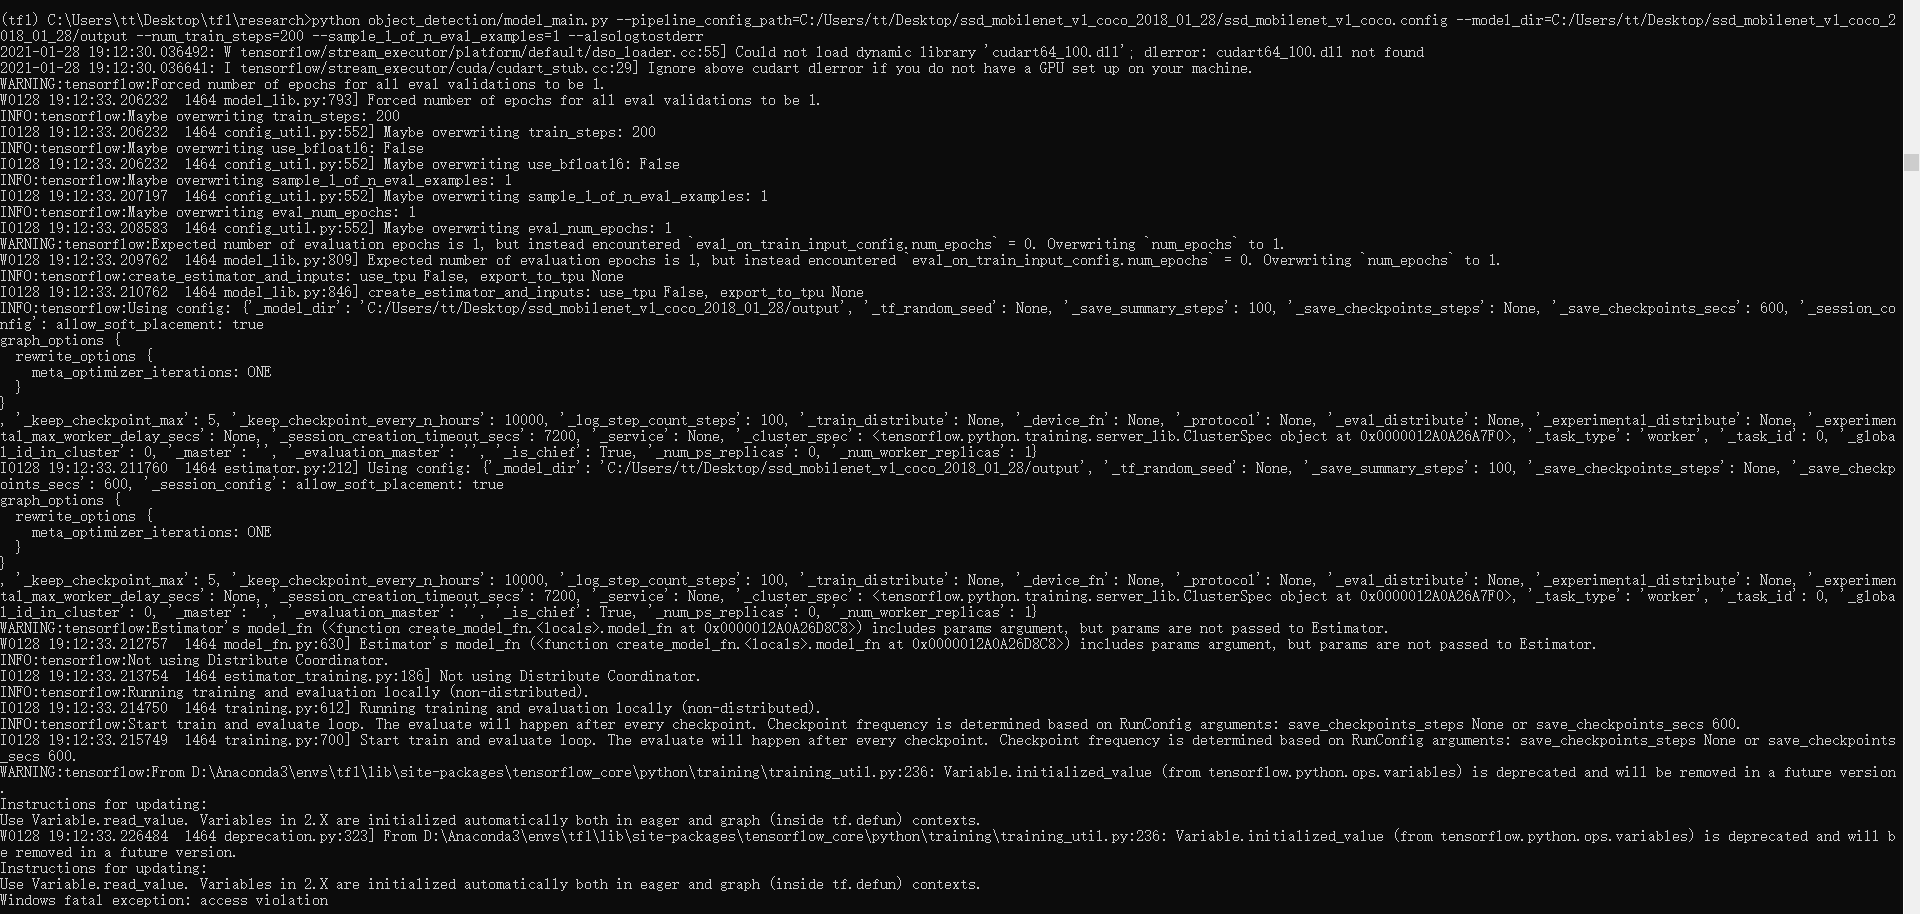 (tf1) C:\Users\tt\Desktop\tf1\research>python object_detection/model_main.py --pipeline_config_path=C:/Users/tt/Desktop/ssd_mobilenet_v1_coco_2018_01_28/ssd_mobilenet_v1_coco.config --model_dir=C:/Users/tt/Desktop/ssd_mobilenet_v1_coco_2
018_01_28/output --num_train_steps=200 --sample_1_of_n_eval_examples=1 --alsologtostderr
2021-01-28 19:12:30.036492: W tensorflow/stream_executor/platform/default/dso_loader.cc:55] Could not load dynamic library 'cudart64_100.dll'; dlerror: cudart64_100.dll not found
2021-01-28 19:12:30.036641: I tensorflow/stream_executor/cuda/cudart_stub.cc:29] Ignore above cudart dlerror if you do not have a GPU set up on your machine.
WARNING:tensorflow:Forced number of epochs for all eval validations to be 1.
W0128 19:12:33.206232  1464 model_lib.py:793] Forced number of epochs for all eval validations to be 1.
INFO:tensorflow:Maybe overwriting train_steps: 200
I0128 19:12:33.206232  1464 config_util.py:552] Maybe overwriting train_steps: 200
INFO:tensorflow:Maybe overwriting use_bfloat16: False
I0128 19:12:33.206232  1464 config_util.py:552] Maybe overwriting use_bfloat16: False
INFO:tensorflow:Maybe overwriting sample_1_of_n_eval_examples: 1
I0128 19:12:33.207197  1464 config_util.py:552] Maybe overwriting sample_1_of_n_eval_examples: 1
INFO:tensorflow:Maybe overwriting eval_num_epochs: 1
I0128 19:12:33.208583  1464 config_util.py:552] Maybe overwriting eval_num_epochs: 1
WARNING:tensorflow:Expected number of evaluation epochs is 1, but instead encountered `eval_on_train_input_config.num_epochs` = 0. Overwriting `num_epochs` to 1.
W0128 19:12:33.209762  1464 model_lib.py:809] Expected number of evaluation epochs is 1, but instead encountered `eval_on_train_input_config.num_epochs` = 0. Overwriting `num_epochs` to 1.
INFO:tensorflow:create_estimator_and_inputs: use_tpu False, export_to_tpu None
I0128 19:12:33.210762  1464 model_lib.py:846] create_estimator_and_inputs: use_tpu False, export_to_tpu None
INFO:tensorflow:Using config: {'_model_dir': 'C:/Users/tt/Desktop/ssd_mobilenet_v1_coco_2018_01_28/output', '_tf_random_seed': None, '_save_summary_steps': 100, '_save_checkpoints_steps': None, '_save_checkpoints_secs': 600, '_session_co
nfig': allow_soft_placement: true
graph_options {
  rewrite_options {
    meta_optimizer_iterations: ONE
  }
}
, '_keep_checkpoint_max': 5, '_keep_checkpoint_every_n_hours': 10000, '_log_step_count_steps': 100, '_train_distribute': None, '_device_fn': None, '_protocol': None, '_eval_distribute': None, '_experimental_distribute': None, '_experimen
tal_max_worker_delay_secs': None, '_session_creation_timeout_secs': 7200, '_service': None, '_cluster_spec': <tensorflow.python.training.server_lib.ClusterSpec object at 0x0000012A0A26A7F0>, '_task_type': 'worker', '_task_id': 0, '_globa
l_id_in_cluster': 0, '_master': '', '_evaluation_master': '', '_is_chief': True, '_num_ps_replicas': 0, '_num_worker_replicas': 1}
I0128 19:12:33.211760  1464 estimator.py:212] Using config: {'_model_dir': 'C:/Users/tt/Desktop/ssd_mobilenet_v1_coco_2018_01_28/output', '_tf_random_seed': None, '_save_summary_steps': 100, '_save_checkpoints_steps': None, '_save_checkp
oints_secs': 600, '_session_config': allow_soft_placement: true
graph_options {
  rewrite_options {
    meta_optimizer_iterations: ONE
  }
}
, '_keep_checkpoint_max': 5, '_keep_checkpoint_every_n_hours': 10000, '_log_step_count_steps': 100, '_train_distribute': None, '_device_fn': None, '_protocol': None, '_eval_distribute': None, '_experimental_distribute': None, '_experimen
tal_max_worker_delay_secs': None, '_session_creation_timeout_secs': 7200, '_service': None, '_cluster_spec': <tensorflow.python.training.server_lib.ClusterSpec object at 0x0000012A0A26A7F0>, '_task_type': 'worker', '_task_id': 0, '_globa
l_id_in_cluster': 0, '_master': '', '_evaluation_master': '', '_is_chief': True, '_num_ps_replicas': 0, '_num_worker_replicas': 1}
WARNING:tensorflow:Estimator's model_fn (<function create_model_fn.<locals>.model_fn at 0x0000012A0A26D8C8>) includes params argument, but params are not passed to Estimator.
W0128 19:12:33.212757  1464 model_fn.py:630] Estimator's model_fn (<function create_model_fn.<locals>.model_fn at 0x0000012A0A26D8C8>) includes params argument, but params are not passed to Estimator.
INFO:tensorflow:Not using Distribute Coordinator.
I0128 19:12:33.213754  1464 estimator_training.py:186] Not using Distribute Coordinator.
INFO:tensorflow:Running training and evaluation locally (non-distributed).
I0128 19:12:33.214750  1464 training.py:612] Running training and evaluation locally (non-distributed).
INFO:tensorflow:Start train and evaluate loop. The evaluate will happen after every checkpoint. Checkpoint frequency is determined based on RunConfig arguments: save_checkpoints_steps None or save_checkpoints_secs 600.
I0128 19:12:33.215749  1464 training.py:700] Start train and evaluate loop. The evaluate will happen after every checkpoint. Checkpoint frequency is determined based on RunConfig arguments: save_checkpoints_steps None or save_checkpoints
_secs 600.
WARNING:tensorflow:From D:\Anaconda3\envs\tf1\lib\site-packages\tensorflow_core\python\training\training_util.py:236: Variable.initialized_value (from tensorflow.python.ops.variables) is deprecated and will be removed in a future version
.
Instructions for updating:
Use Variable.read_value. Variables in 2.X are initialized automatically both in eager and graph (inside tf.defun) contexts.
W0128 19:12:33.226484  1464 deprecation.py:323] From D:\Anaconda3\envs\tf1\lib\site-packages\tensorflow_core\python\training\training_util.py:236: Variable.initialized_value (from tensorflow.python.ops.variables) is deprecated and will b
e removed in a future version.
Instructions for updating:
Use Variable.read_value. Variables in 2.X are initialized automatically both in eager and graph (inside tf.defun) contexts.
Windows fatal exception: access violation